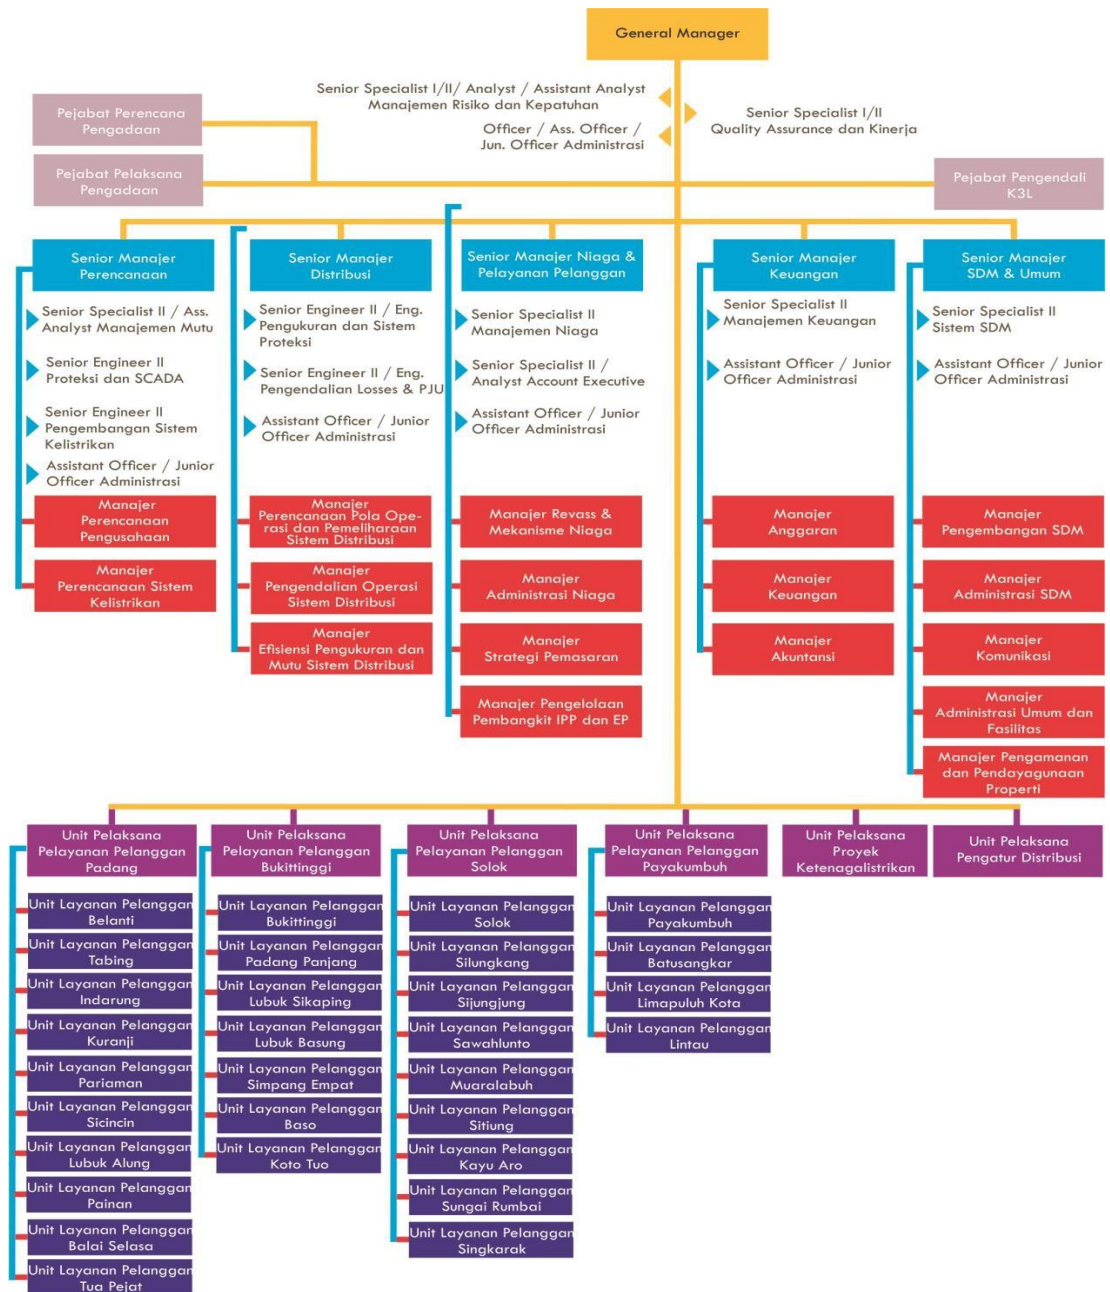 General Manager
Senior Specialist I/II/ Analyst / Assistant Analyst
Manajemen Risiko dan Kepatuhan
Senior Specialist I/II
Quality Assurance dan Kinerja
Officer / Ass. Officer /
Jun. Officer Administrasi
Pejabat Perencana
Pengadaan
Pejabat Pelaksana
Pengadaan
Pejabat Pengendali
K3L
Senior Manajer
Perencanaan
Senior Specialist II / Ass.
Analyst Manajemen Mutu
Senior Engineer II
Proteksi dan SCADA
Senior Engineer II
Pengembangan Sistem
Kelistrikan
Assistant Officer / Junior
Officer Administrasi
Manajer
Perencanaan
Pengusahaan
Manajer
Perencanaan Sistem
Kelistrikan
Senior Manajer
Distribusi
Senior Engineer II / Eng.
Pengukuran dan Sistem
Proteksi
Senior Engineer II / Eng.
Pengendalian Losses & PJU
Assistant Officer / Junior
Officer Administrasi
Manajer
Perencanaan Pola Ope-
rasi dan Pemeliharaan
Sistem Distribusi
Manajer
Pengendalian Operasi
Sistem Distribusi
Manajer
Efisiensi Pengukuran dan
Mutu Sistem Distribusi
Senior Manajer Niaga &
Pelayanan Pelanggan
Senior Specialist II
Manajemen Niaga
Senior Specialist II /
Analyst Account Executive
Assistant Officer / Junior
Officer Administrasi
Manajer Revass &
Mekanisme Niaga
Manajer
Administrasi Niaga
Manajer
Strategi Pemasaran
Manajer Pengelolaan
Pembangkit IPP dan EP
Senior Manajer
Keuangan
Senior Specialist II
Manajemen Keuangan
Assistant Officer / Junior
Officer Administrasi
Manajer
Anggaran
Manajer
Keuangan
Manajer
Akuntansi
Senior Manajer
SDM & Umum
Senior Specialist II
Sistem SDM
Assistant Officer / Junior
Officer Administrasi
Manajer
Pengembangan SDM
Manajer
Administrasi SDM
Manajer
Komunikasi
Manajer
Administrasi Umum dan
Fasilitas
Manajer Pengamanan
dan Pendayagunaan
Properti
Unit Pelaksana
Pelayanan Pelanggan
Padang
Unit Layanan Pelanggan
Belanti
Unit Layanan Pelanggan
Tabing
Unit Layanan Pelanggan
Indarung
Unit Layanan Pelanggan
Kuranji
Unit Layanan Pelanggan
Pariaman
Unit Layanan Pelanggan
Sicincin
Unit Layanan Pelanggan
Lubuk Alung
Unit Layanan Pelanggan
Painan
Unit Layanan Pelanggan
Balai Selasa
Unit Layanan Pelanggan
Tua Pejat
Unit Pelaksana
Pelayanan Pelanggan
Bukittinggi
Unit Layanan Pelanggan
Bukittinggi
Unit Layanan Pelanggan
Padang Panjang
Unit Layanan Pelanggan
Lubuk Sikaping
Unit Layanan Pelanggan
Lubuk Basung
Unit Layanan Pelanggan
Simpang Empat
Unit Layanan Pelanggan
Baso
Unit Layanan Pelanggan
Koto Tuo
Unit Pelaksana
Pelayanan Pelanggan
Solok
Unit Layanan Pelanggan
Solok
Unit Layanan Pelanggan
Silungkang
Unit Layanan Pelanggan
Sijungjung
Unit Layanan Pelanggan
Sawahlunto
Unit Layanan Pelanggan
Muaralabuh
Unit Layanan Pelanggan
Sitiung
Unit Layanan Pelanggan
Kayu Aro
Unit Layanan Pelanggan
Sungai Rumbai
Unit Layanan Pelanggan
Singkarak
Unit Pelaksana
Pelayanan Pelanggan
Payakumbuh
Unit Layanan Pelanggan
Payakumbuh
Unit Layanan Pelanggan
Batusangkar
Unit Layanan Pelanggan
Limapuluh Kota
Unit Layanan Pelanggan
Lintau
Unit Pelaksana
Proyek
Ketenagalistrikan
Unit Pelaksana
Pengatur Distribusi